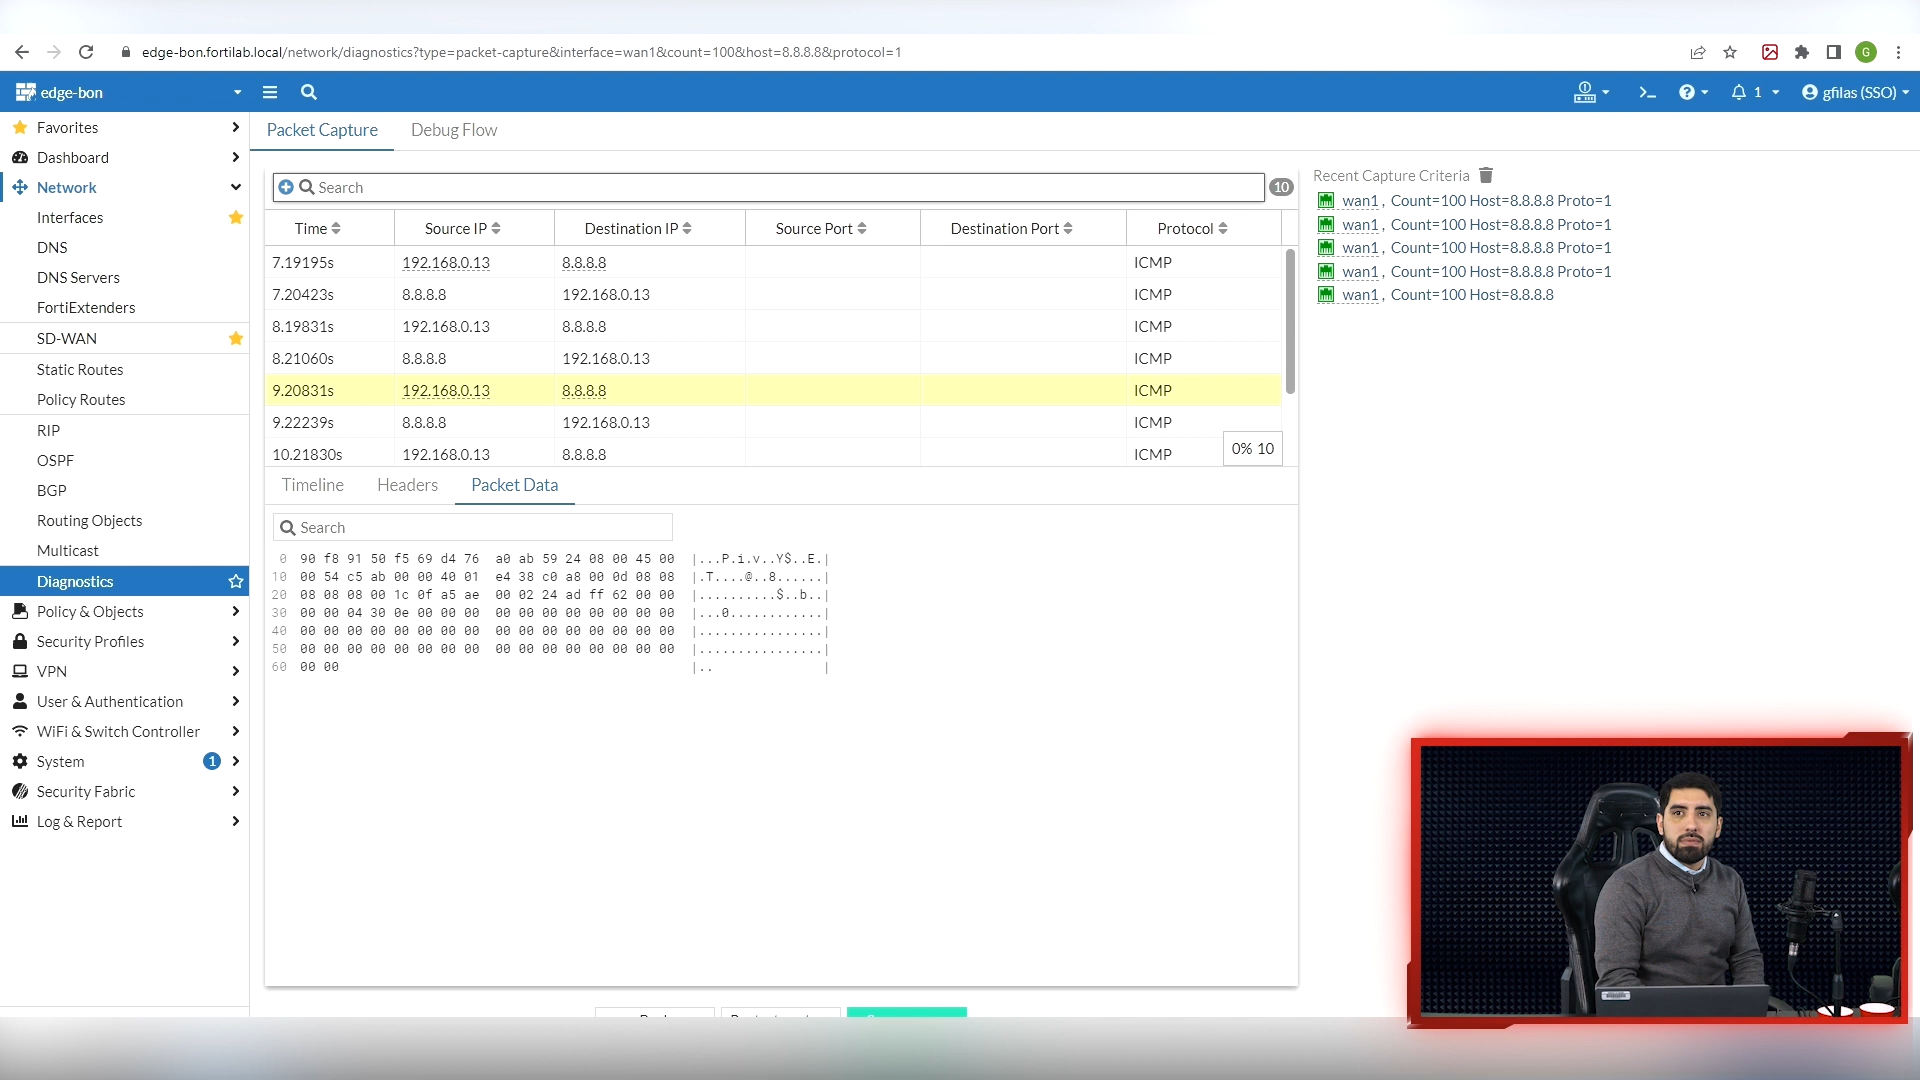 edge-bon.fortilab.local/network/diagnostics?type=packet-capture&interface=wan1&count=100&host=8.8.8.8&protocol=1
G
edge-bon
1
gfilas (SSO)
Favorites
Dashboard
Network
Interfaces
DNS
DNS Servers
FortiExtenders
SD-WAN
Static Routes
Policy Routes
RIP
OSPF
BGP
Routing Objects
Multicast
Diagnostics
Policy & Objects
Security Profiles
VPN
User & Authentication
WiFi & Switch Controller
System 1
Security Fabric
Log & Report
Packet Capture Debug Flow
Search 10
Time Source IP Destination IP Source Port Destination Port Protocol
7.19195s 192.168.0.13 8.8.8.8 ICMP
7.20423s 8.8.8.8 192.168.0.13 ICMP
8.19831s 192.168.0.13 8.8.8.8 ICMP
8.21060s 8.8.8.8 192.168.0.13 ICMP
9.20831s 192.168.0.13 8.8.8.8 ICMP
9.22239s 8.8.8.8 192.168.0.13 ICMP
10.21830s 192.168.0.13 8.8.8.8 ICMP
0% 10
Timeline Headers Packet Data
Search
0 90 f8 91 50 f5 69 d4 76 a0 ab 59 24 08 00 45 00 |...P.i.v..Y$..E.|
10 00 54 c5 ab 00 00 40 01 e4 38 c0 a8 00 0d 08 08 |.T....@..8......|
20 08 08 08 00 1c 0f a5 ae 00 02 24 ad ff 62 00 00 |..........$..b..|
30 00 00 04 30 0e 00 00 00 00 00 00 00 00 00 00 00 |...0............|
40 00 00 00 00 00 00 00 00 00 00 00 00 00 00 00 00 |................|
50 00 00 00 00 00 00 00 00 00 00 00 00 00 00 00 00 |................|
60 00 00 |.. |
Recent Capture Criteria
wan1, Count=100 Host=8.8.8.8 Proto=1
wan1, Count=100 Host=8.8.8.8 Proto=1
wan1, Count=100 Host=8.8.8.8 Proto=1
wan1, Count=100 Host=8.8.8.8 Proto=1
wan1, Count=100 Host=8.8.8.8